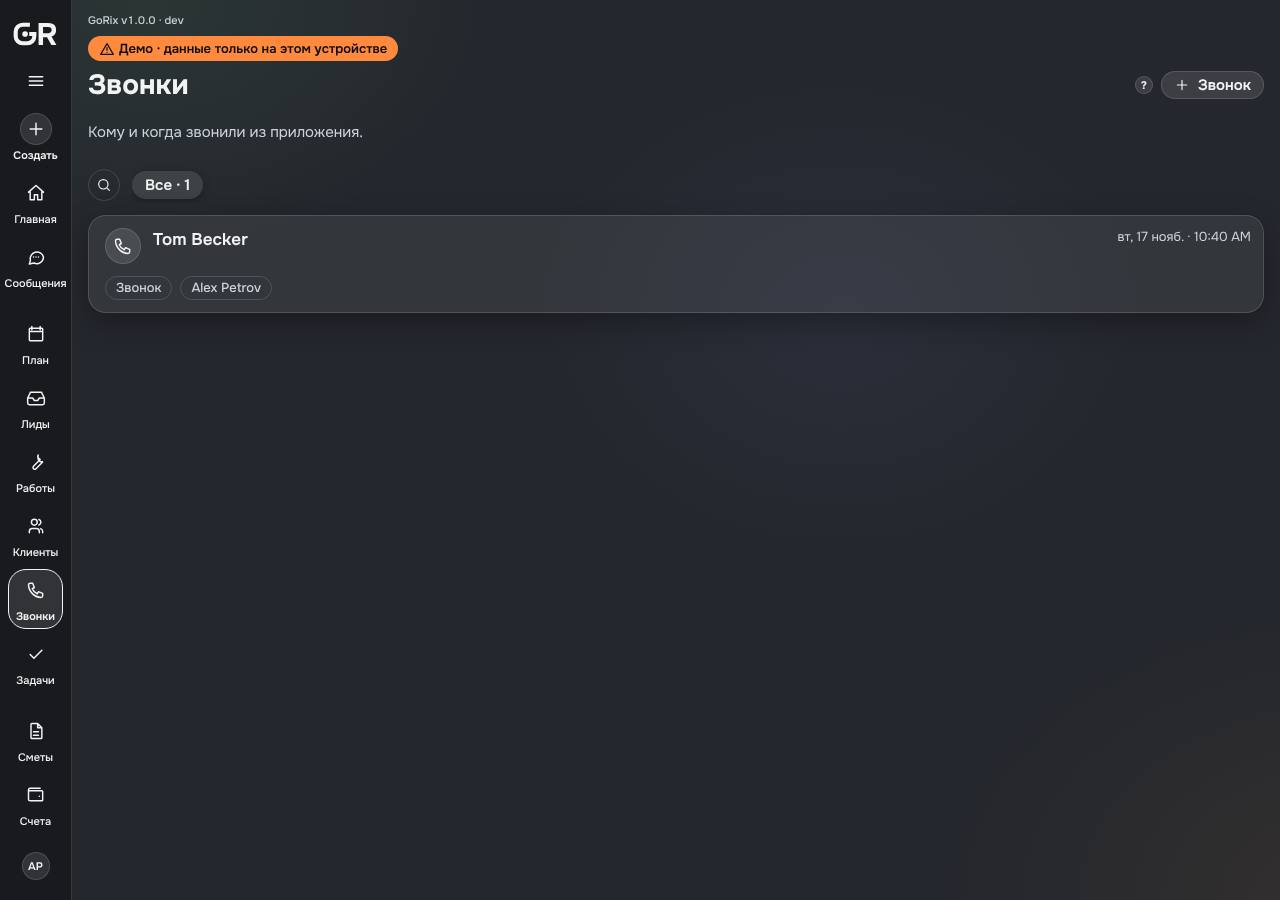 GR
GoRix v1.0.0 · dev
Демо · данные только на этом устройстве
Звонки
?
Звонок
Кому и когда звонили из приложения.
Все · 1
Tom Becker
вт, 17 нояб. · 10:40 AM
Звонок
Alex Petrov
Создать
Главная
Сообщения
План
Лиды
Работы
Клиенты
Звонки
Задачи
Сметы
Счета
AP